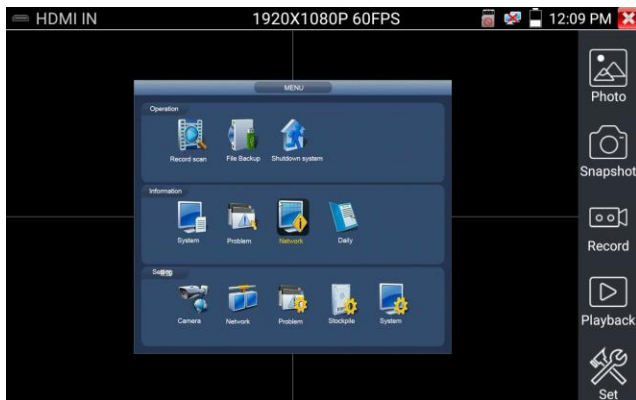 HDMI IN
1920X1080P 60FPS
12:09 PM
MENU
Operation
Record scan
File Backup
Shutdown system
Information
System
Problem
Network
Daily
Camera
Network
Problem
Stockpile
System
Photo
Snapshot
Record
Playback
Set